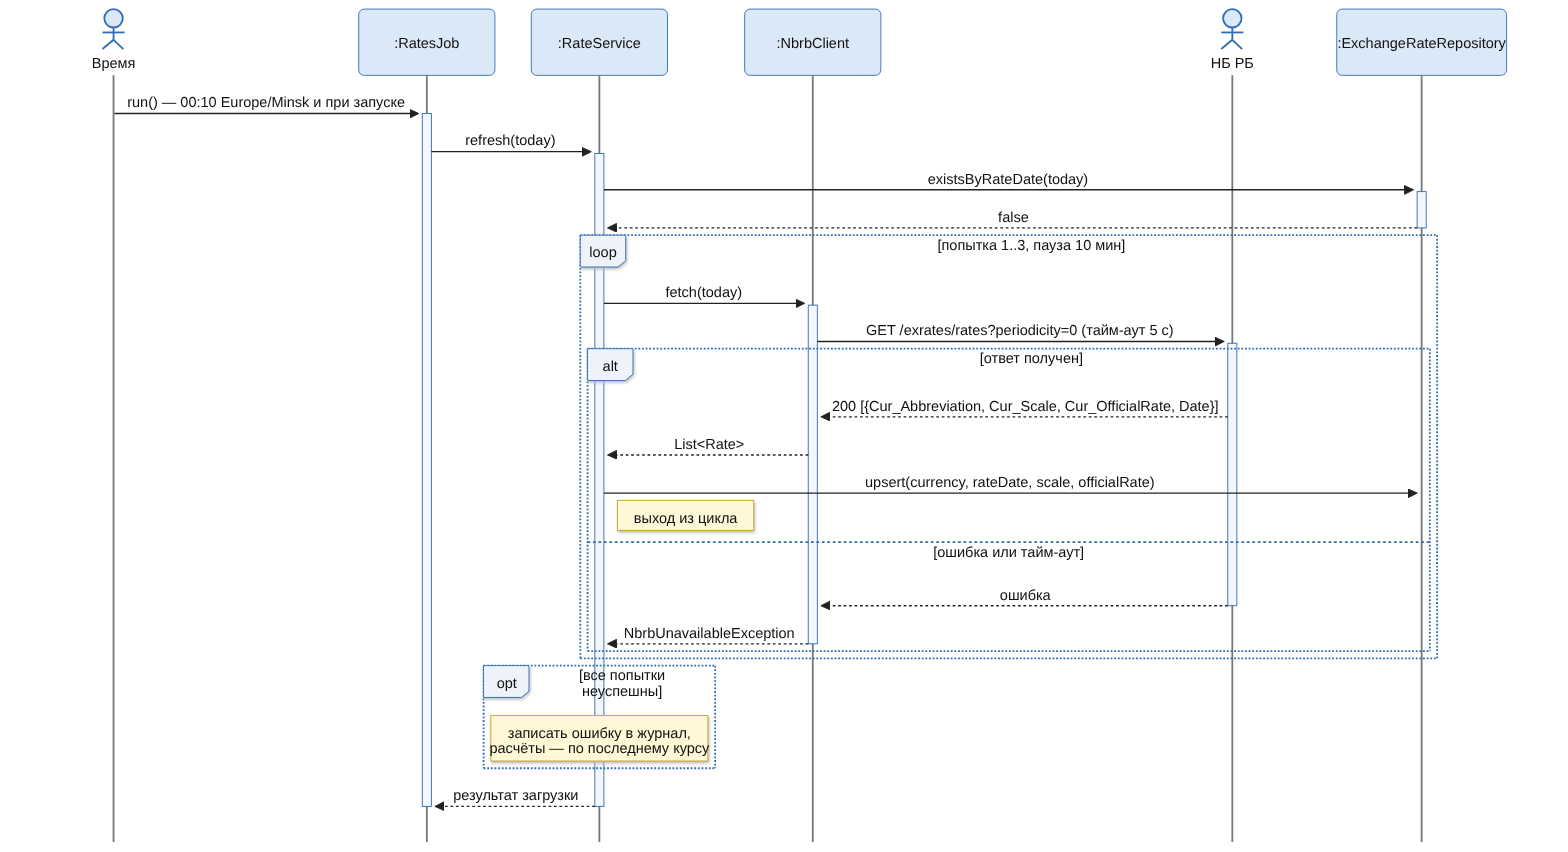 Время
:RatesJob
:RateService
:NbrbClient
НБ РБ
:ExchangeRateRepository
run() — 00:10 Europe/Minsk и при запуске
refresh(today)
existsByRateDate(today)
false
loop
[попытка 1..3, пауза 10 мин]
fetch(today)
GET /exrates/rates?periodicity=0 (тайм-аут 5 с)
alt
[ответ получен]
200 [{Cur_Abbreviation, Cur_Scale, Cur_OfficialRate, Date}]
List<Rate>
upsert(currency, rateDate, scale, officialRate)
выход из цикла
[ошибка или тайм-аут]
ошибка
NbrbUnavailableException
opt
[все попытки
неуспешны]
записать ошибку в журнал,
расчёты — по последнему курсу
результат загрузки